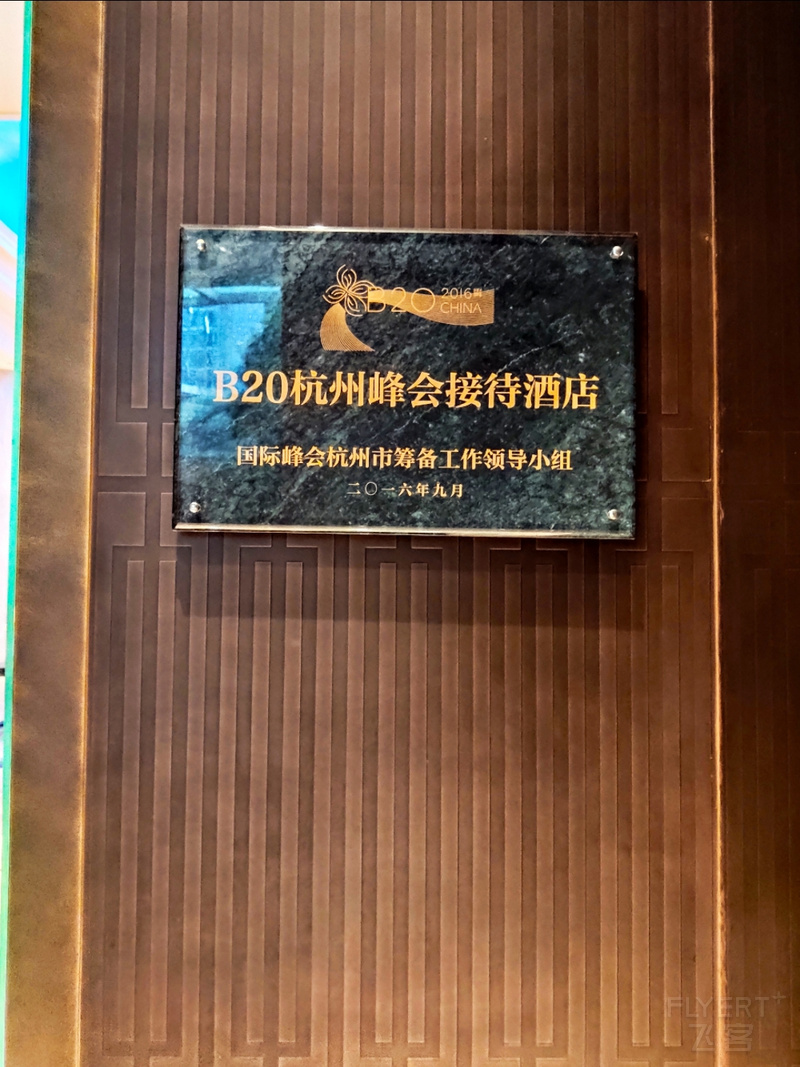 B20 2016 CHINA
B20杭州峰会接待酒店
国际峰会杭州市筹备工作领导小组
二〇一六年九月
FLYERT+
飞客